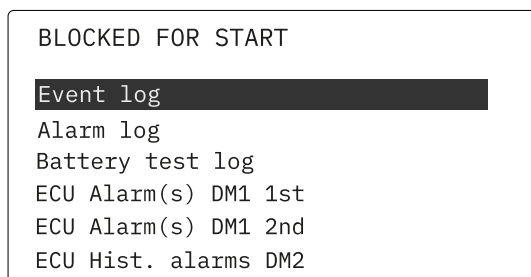 BLOCKED FOR START
Event log
Alarm log
Battery test log
ECU Alarm(s) DM1 1st
ECU Alarm(s) DM1 2nd
ECU Hist. alarms DM2